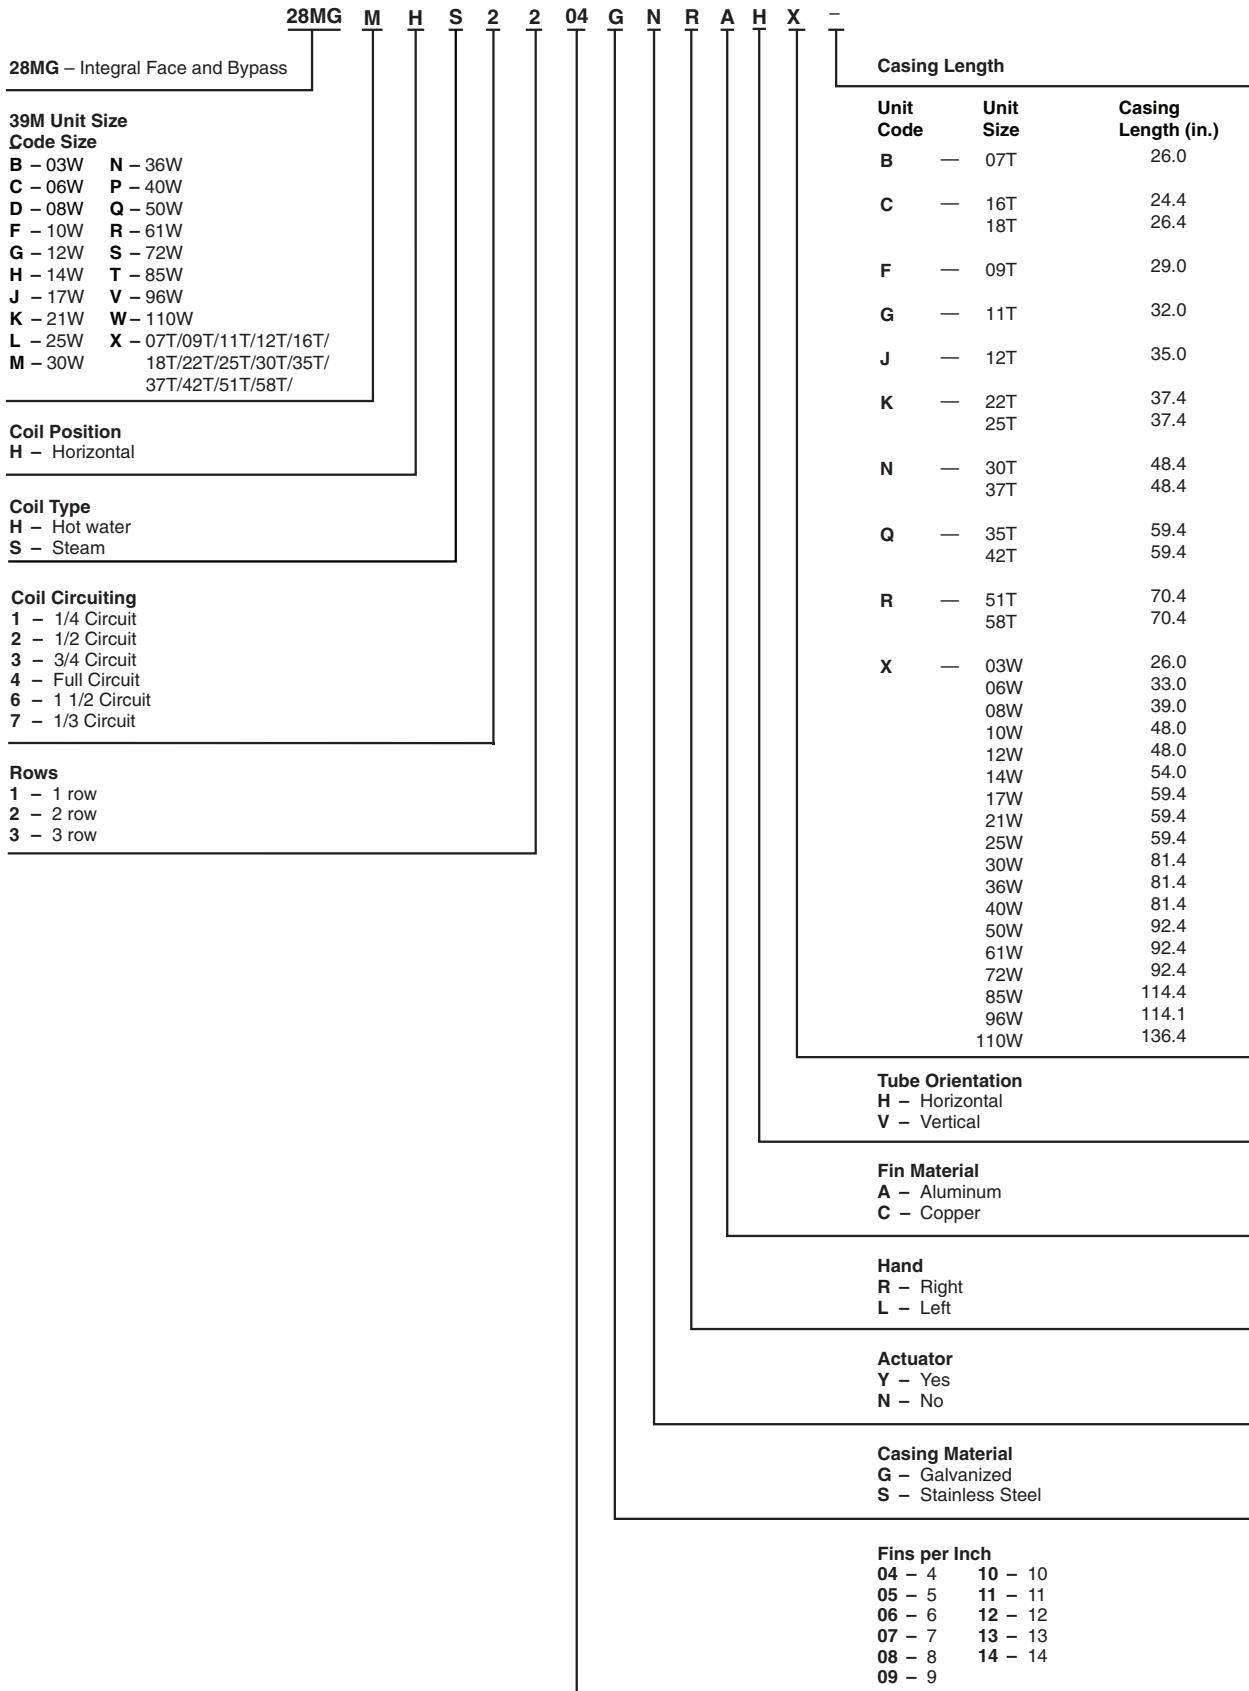 28MG M H S 2 2 04 G N R A H X –
28MG – Integral Face and Bypass
39M Unit Size
Code Size
B – 03W N – 36W
C – 06W P – 40W
D – 08W Q – 50W
F – 10W R – 61W
G – 12W S – 72W
H – 14W T – 85W
J – 17W V – 96W
K – 21W W – 110W
L – 25W X – 07T/09T/11T/12T/16T/
M – 30W 18T/22T/25T/30T/35T/
37T/42T/51T/58T/
Coil Position
H – Horizontal
Coil Type
H – Hot water
S – Steam
Coil Circuiting
1 – 1/4 Circuit
2 – 1/2 Circuit
3 – 3/4 Circuit
4 – Full Circuit
6 – 1 1/2 Circuit
7 – 1/3 Circuit
Rows
1 – 1 row
2 – 2 row
3 – 3 row
Casing Length
Unit Unit Casing
Code Size Length (in.)
B — 07T 26.0
C — 16T 24.4
18T 26.4
F — 09T 29.0
G — 11T 32.0
J — 12T 35.0
K — 22T 37.4
25T 37.4
N — 30T 48.4
37T 48.4
Q — 35T 59.4
42T 59.4
R — 51T 70.4
58T 70.4
X — 03W 26.0
06W 33.0
08W 39.0
10W 48.0
12W 48.0
14W 54.0
17W 59.4
21W 59.4
25W 59.4
30W 81.4
36W 81.4
40W 81.4
50W 92.4
61W 92.4
72W 92.4
85W 114.4
96W 114.1
110W 136.4
Tube Orientation
H – Horizontal
V – Vertical
Fin Material
A – Aluminum
C – Copper
Hand
R – Right
L – Left
Actuator
Y – Yes
N – No
Casing Material
G – Galvanized
S – Stainless Steel
Fins per Inch
04 – 4 10 – 10
05 – 5 11 – 11
06 – 6 12 – 12
07 – 7 13 – 13
08 – 8 14 – 14
09 – 9